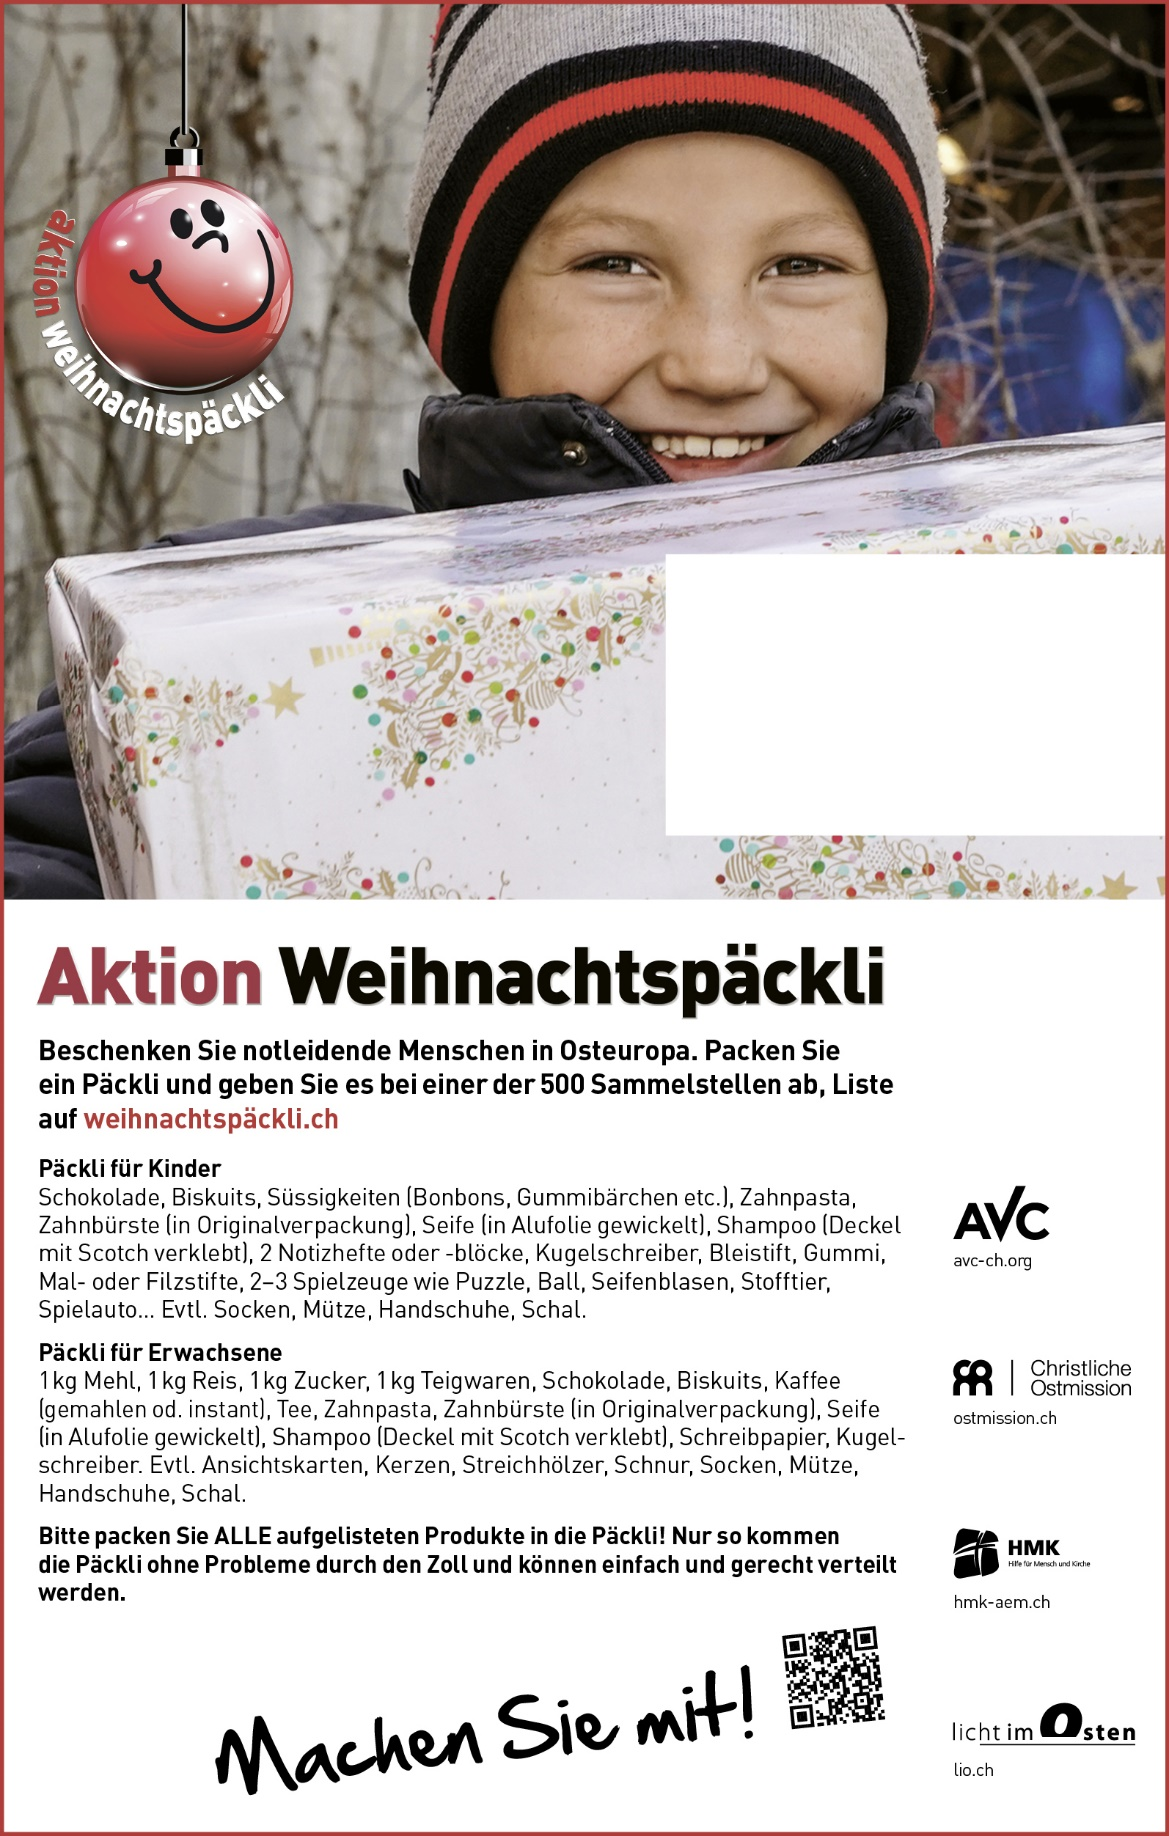 aktion weihnachtspäckli
Aktion Weihnachtspäckli
Beschenken Sie notleidende Menschen in Osteuropa. Packen Sie
ein Päckli und geben Sie es bei einer der 500 Sammelstellen ab, Liste
auf weihnachtspäckli.ch
Päckli für Kinder
Schokolade, Biskuits, Süssigkeiten (Bonbons, Gummibärchen etc.), Zahnpasta,
Zahnbürste (in Originalverpackung), Seife (in Alufolie gewickelt), Shampoo (Deckel
mit Scotch verklebt), 2 Notizhefte oder -blöcke, Kugelschreiber, Bleistift, Gummi,
Mal- oder Filzstifte, 2–3 Spielzeuge wie Puzzle, Ball, Seifenblasen, Stofftier,
Spielauto... Evtl. Socken, Mütze, Handschuhe, Schal.
Päckli für Erwachsene
1 kg Mehl, 1 kg Reis, 1 kg Zucker, 1 kg Teigwaren, Schokolade, Biskuits, Kaffee
(gemahlen od. instant), Tee, Zahnpasta, Zahnbürste (in Originalverpackung), Seife
(in Alufolie gewickelt), Shampoo (Deckel mit Scotch verklebt), Schreibpapier, Kugel-
schreiber. Evtl. Ansichtskarten, Kerzen, Streichhölzer, Schnur, Socken, Mütze,
Handschuhe, Schal.
Bitte packen Sie ALLE aufgelisteten Produkte in die Päckli! Nur so kommen
die Päckli ohne Probleme durch den Zoll und können einfach und gerecht verteilt
werden.
Machen Sie mit!
AVC
avc-ch.org
Christliche
Ostmission
ostmission.ch
HMK
Hilfe für Mensch und Kirche
hmk-aem.ch
licht im Osten
lio.ch